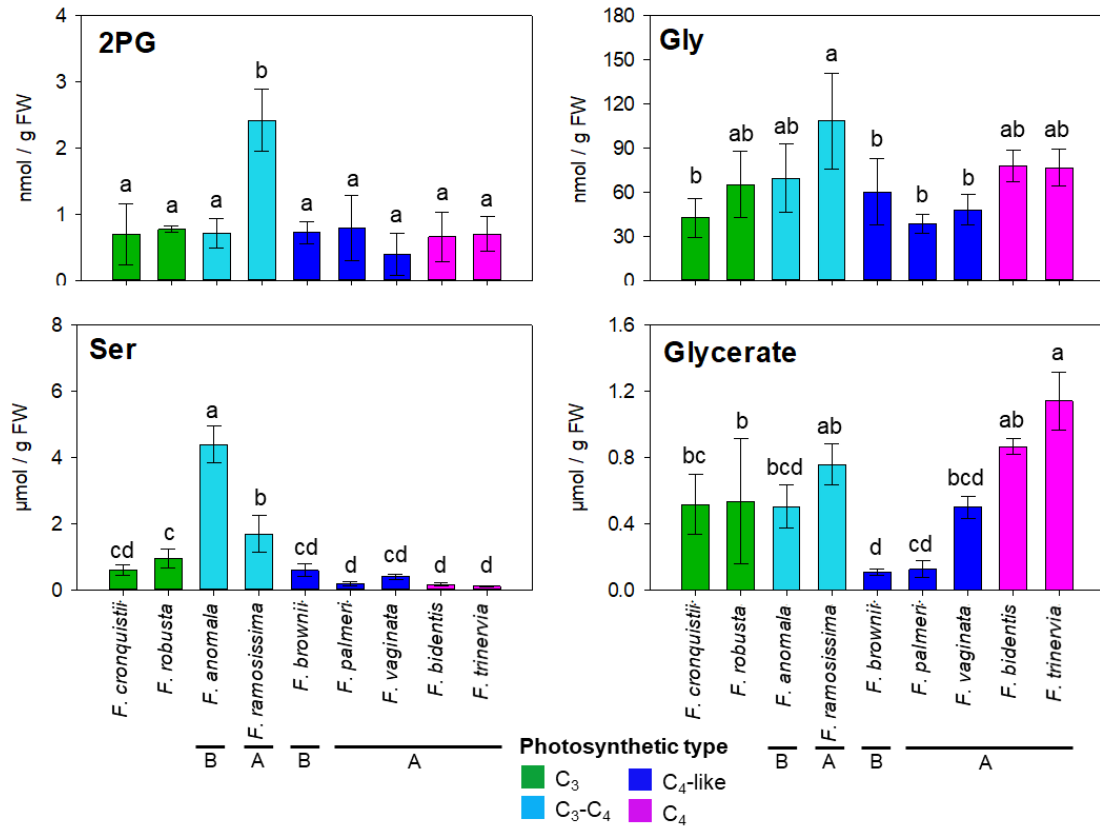 2PG
nmol / g FW
4
3
2
1
0
a a a b a a a a a
Gly
nmol / g FW
180
150
120
90
60
30
0
b ab ab a b b b ab ab
Ser
µmol / g FW
8
6
4
2
0
cd c a b cd d cd d d
F. cronquistii
F. robusta
F. anomala
F. ramosissima
F. brownii
F. palmeri
F. vaginata
F. bidentis
F. trinervia
B A B A
Glycerate
µmol / g FW
1.6
1.2
0.8
0.4
0.0
bc b bcd ab d cd bcd ab a
F. cronquistii
F. robusta
F. anomala
F. ramosissima
F. brownii
F. palmeri
F. vaginata
F. bidentis
F. trinervia
B A B A
Photosynthetic type
C₃
C₄-like
C₃-C₄
C₄